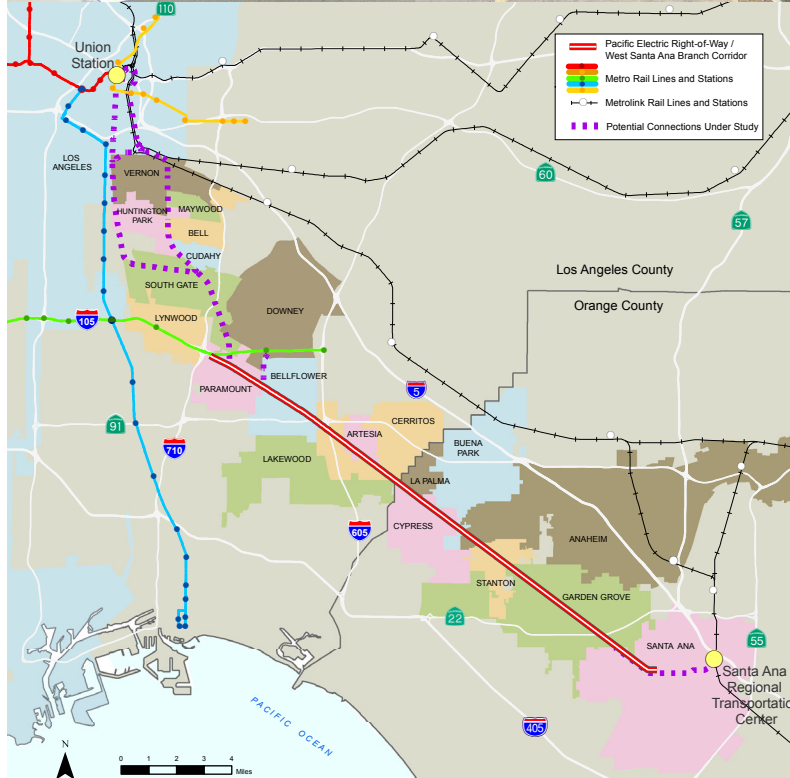 110
Union
Station
Pacific Electric Right-of-Way /
West Santa Ana Branch Corridor
Metro Rail Lines and Stations
Metrolink Rail Lines and Stations
Potential Connections Under Study
LOS
ANGELES
VERNON
60
57
HUNTINGTON
PARK
MAYWOOD
BELL
CUDAHY
Los Angeles County
Orange County
SOUTH GATE
DOWNEY
LYNWOOD
105
PARAMOUNT
BELLFLOWER
5
91
710
ARTESIA
CERRITOS
BUENA
PARK
LAKEWOOD
LA PALMA
605
CYPRESS
ANAHEIM
STANTON
GARDEN GROVE
22
SANTA ANA
55
Santa Ana
Regional
Transportatio
Center
PACIFIC OCEAN
405
N
0 1 2 3 4
Miles